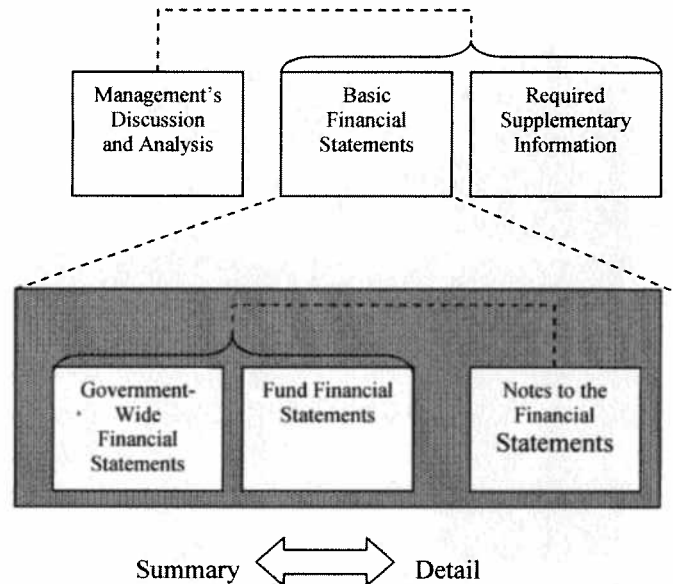 Management's
Discussion
and Analysis
Basic
Financial
Statements
Required
Supplementary
Information
Government-
Wide
Financial
Statements
Fund Financial
Statements
Notes to the
Financial
Statements
Summary
Detail